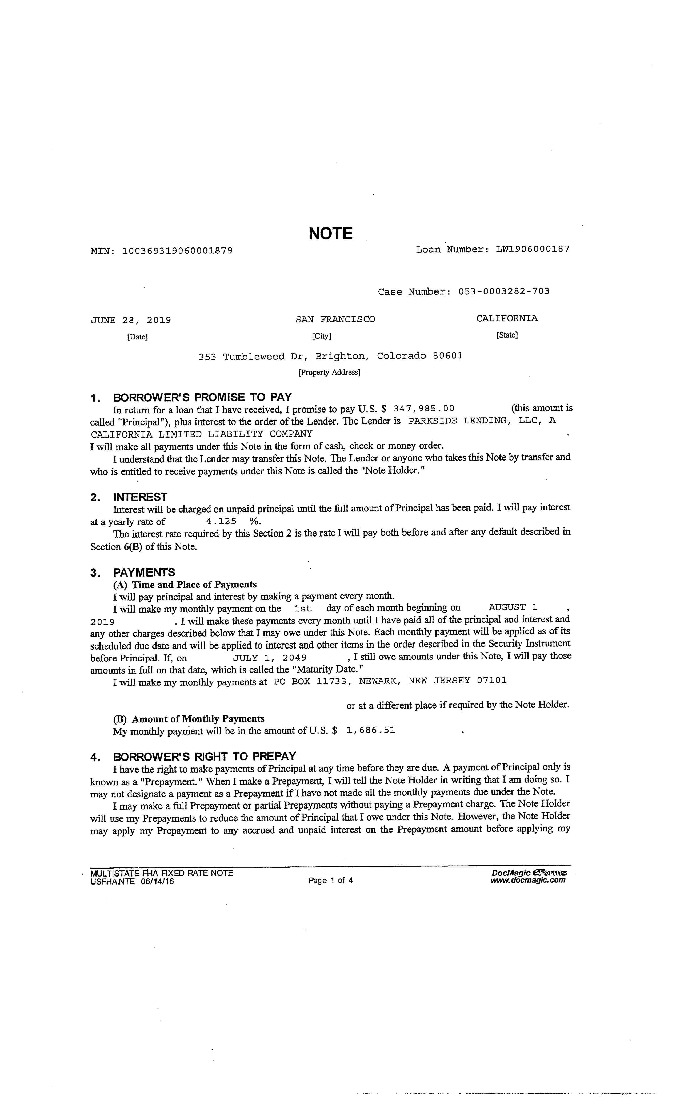 NOTE
MIN: 100369319060001879 Loan Number: LW1906000187
Case Number: 053-0003282-703
JUNE 28, 2019 SAN FRANCISCO CALIFORNIA
[Date] [City] [State]
353 Tumbleweed Dr, Brighton, Colorado 80601
[Property Address]
1. BORROWER'S PROMISE TO PAY
In return for a loan that I have received, I promise to pay U.S. $ 347,985.00 (this amount is
called "Principal"), plus interest to the order of the Lender. The Lender is PARKSIDE LENDING, LLC, A
CALIFORNIA LIMITED LIABILITY COMPANY .
I will make all payments under this Note in the form of cash, check or money order.
I understand that the Lender may transfer this Note. The Lender or anyone who takes this Note by transfer and
who is entitled to receive payments under this Note is called the "Note Holder."
2. INTEREST
Interest will be charged on unpaid principal until the full amount of Principal has been paid. I will pay interest
at a yearly rate of 4.125 %.
The interest rate required by this Section 2 is the rate I will pay both before and after any default described in
Section 6(B) of this Note.
3. PAYMENTS
(A) Time and Place of Payments
I will pay principal and interest by making a payment every month.
I will make my monthly payment on the 1st day of each month beginning on AUGUST 1 ,
2019 . I will make these payments every month until I have paid all of the principal and interest and
any other charges described below that I may owe under this Note. Each monthly payment will be applied as of its
scheduled due date and will be applied to interest and other items in the order described in the Security Instrument
before Principal. If, on JULY 1, 2049 , I still owe amounts under this Note, I will pay those
amounts in full on that date, which is called the "Maturity Date."
I will make my monthly payments at PO BOX 11733, NEWARK, NEW JERSEY 07101
or at a different place if required by the Note Holder.
(B) Amount of Monthly Payments
My monthly payment will be in the amount of U.S. $ 1,686.51 .
4. BORROWER'S RIGHT TO PREPAY
I have the right to make payments of Principal at any time before they are due. A payment of Principal only is
known as a "Prepayment." When I make a Prepayment, I will tell the Note Holder in writing that I am doing so. I
may not designate a payment as a Prepayment if I have not made all the monthly payments due under the Note.
I may make a full Prepayment or partial Prepayments without paying a Prepayment charge. The Note Holder
will use my Prepayments to reduce the amount of Principal that I owe under this Note. However, the Note Holder
may apply my Prepayment to any accrued and unpaid interest on the Prepayment amount before applying my
MULTISTATE FHA FIXED RATE NOTE DocMagic
USFHA.NTE 06/14/16 Page 1 of 4 www.docmagic.com